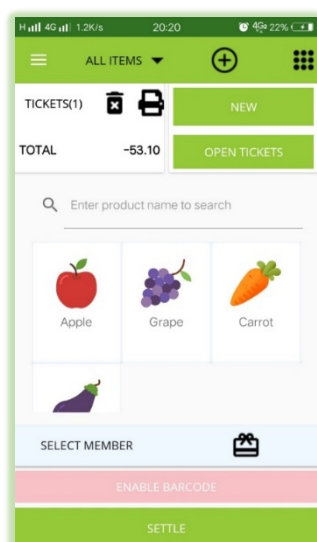 H 4G 1.2K/s 20:20 4G 22%
ALL ITEMS
TICKETS(1)
NEW
TOTAL -53.10
OPEN TICKETS
Enter product name to search
Apple Grape Carrot
SELECT MEMBER
ENABLE BARCODE
SETTLE